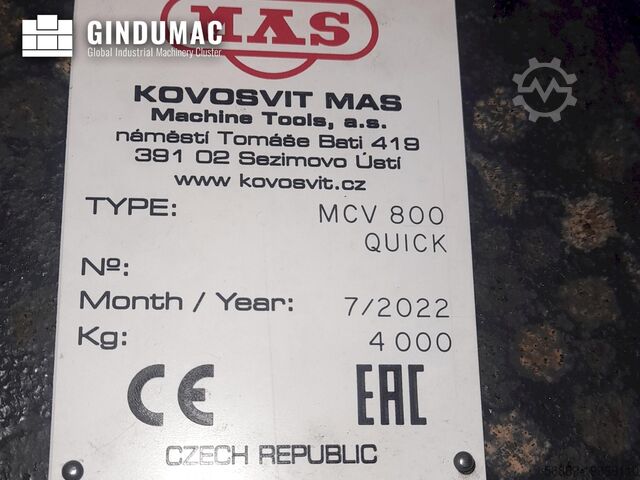 GINDUMAC
Global Industrial Machinery Cluster
MAS
KOVOSVIT MAS
Machine Tools, a.s.
náměstí Tomáše Bati 419
391 02 Sezimovo Ústí
www.kovosvit.cz
TYPE: MCV 800
QUICK
Nº:
Month / Year: 7/2022
Kg: 4 000
CE EAC
CZECH REPUBLIC